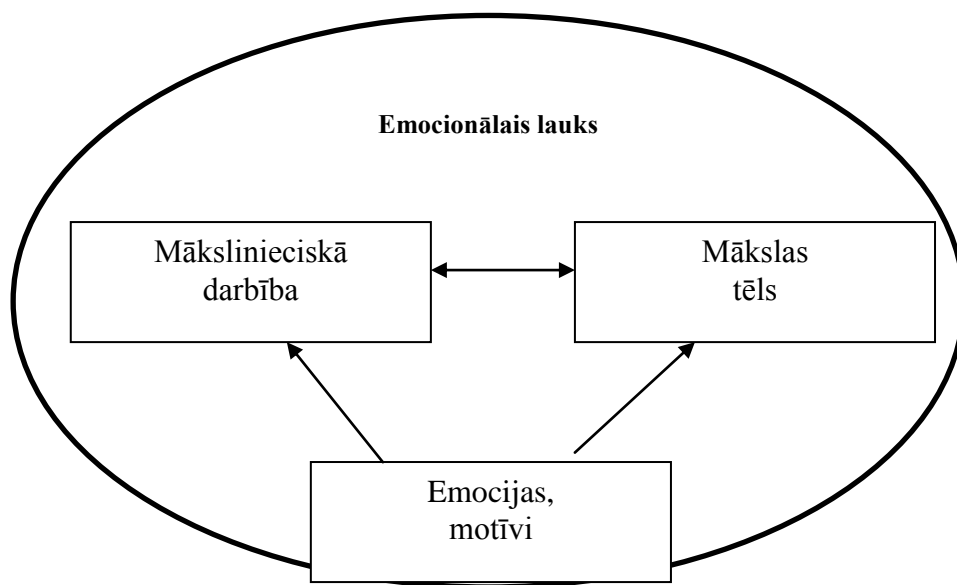 Emocionālais lauks
Mākslinieciskā
darbība
Mākslas
tēls
Emocijas,
motīvi